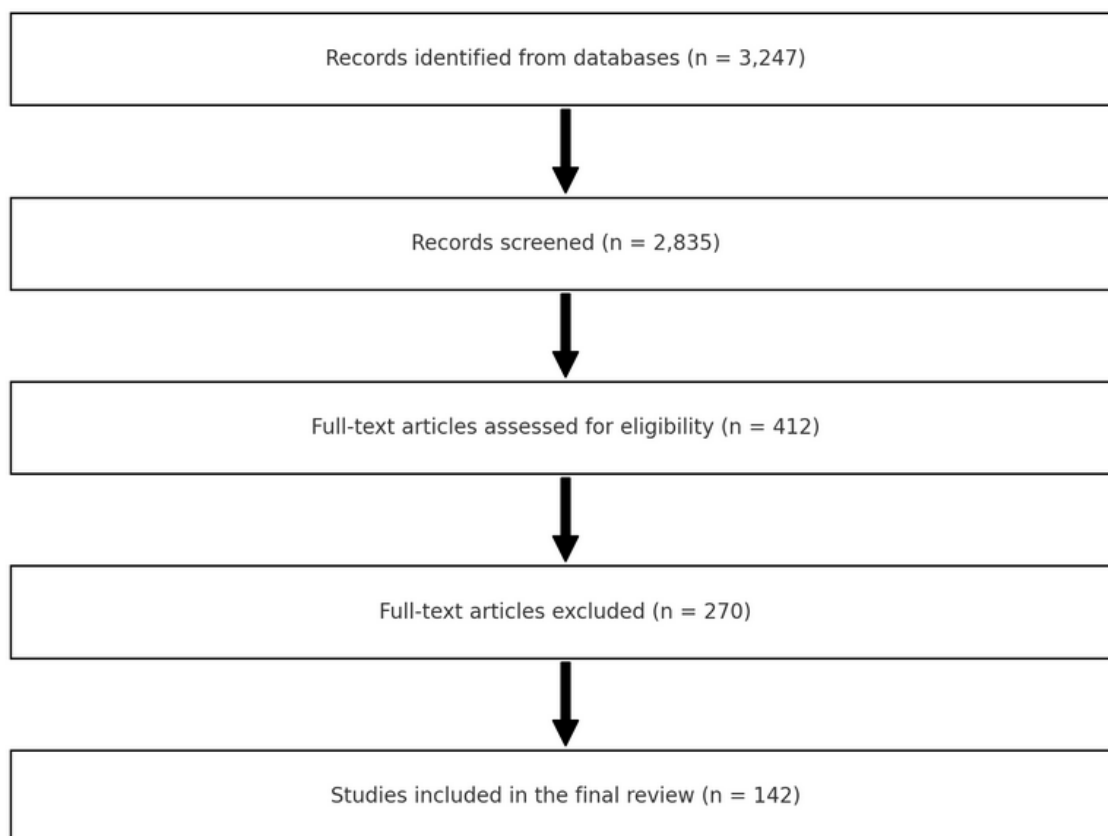 Records identified from databases (n = 3,247)
Records screened (n = 2,835)
Full-text articles assessed for eligibility (n = 412)
Full-text articles excluded (n = 270)
Studies included in the final review (n = 142)